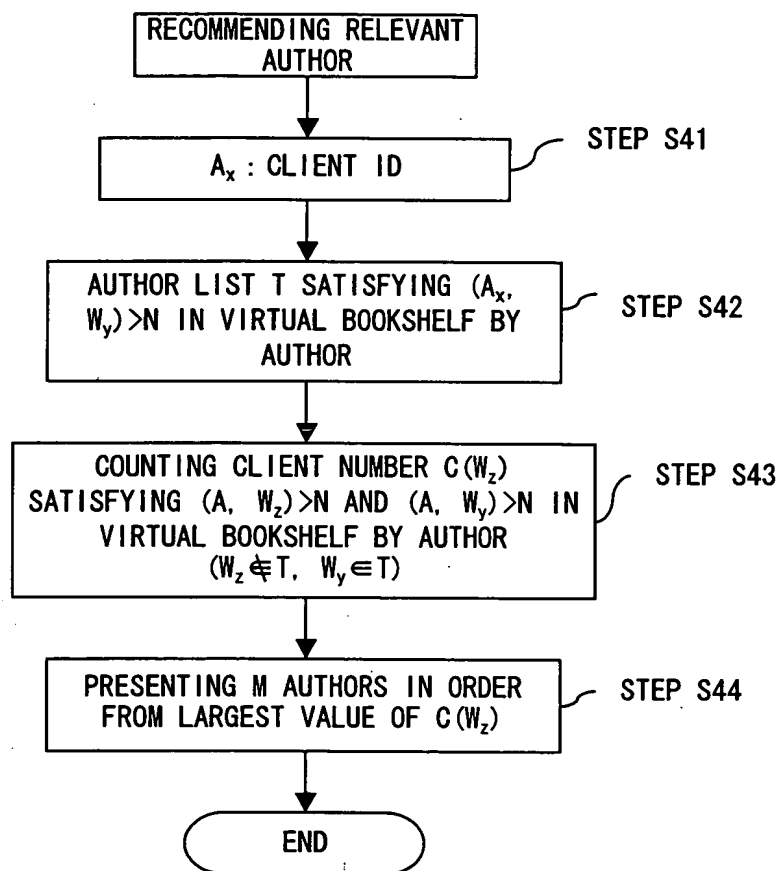 RECOMMENDING RELEVANT
AUTHOR
STEP S41
Aₓ : CLIENT ID
AUTHOR LIST T SATISFYING (Aₓ,
W_y)>N IN VIRTUAL BOOKSHELF BY
AUTHOR
STEP S42
COUNTING CLIENT NUMBER C(W_z)
SATISFYING (A, W_z)>N AND (A, W_y)>N IN
VIRTUAL BOOKSHELF BY AUTHOR
(W_z∉T, W_y∈T)
STEP S43
PRESENTING M AUTHORS IN ORDER
FROM LARGEST VALUE OF C(W_z)
STEP S44
END